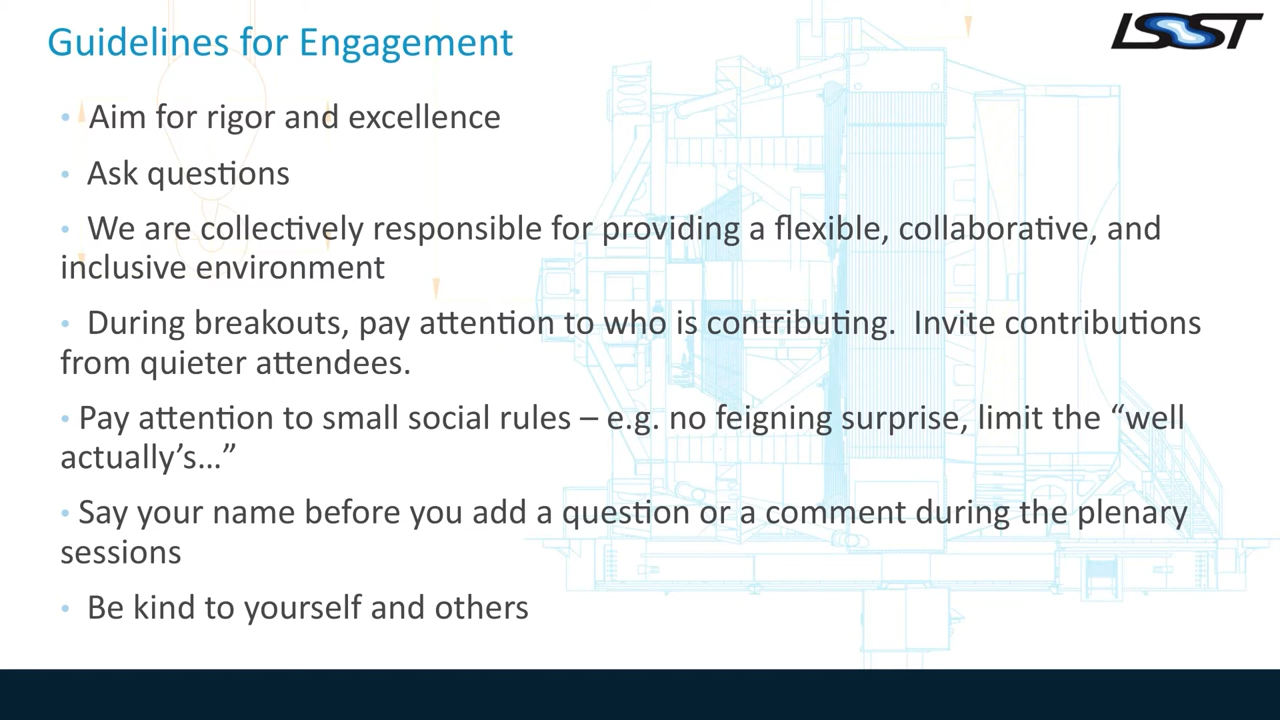 Guidelines for Engagement
LSST
• Aim for rigor and excellence
• Ask questions
• We are collectively responsible for providing a flexible, collaborative, and
inclusive environment
• During breakouts, pay attention to who is contributing.  Invite contributions
from quieter attendees.
• Pay attention to small social rules – e.g. no feigning surprise, limit the “well
actually’s…”
• Say your name before you add a question or a comment during the plenary
sessions
• Be kind to yourself and others